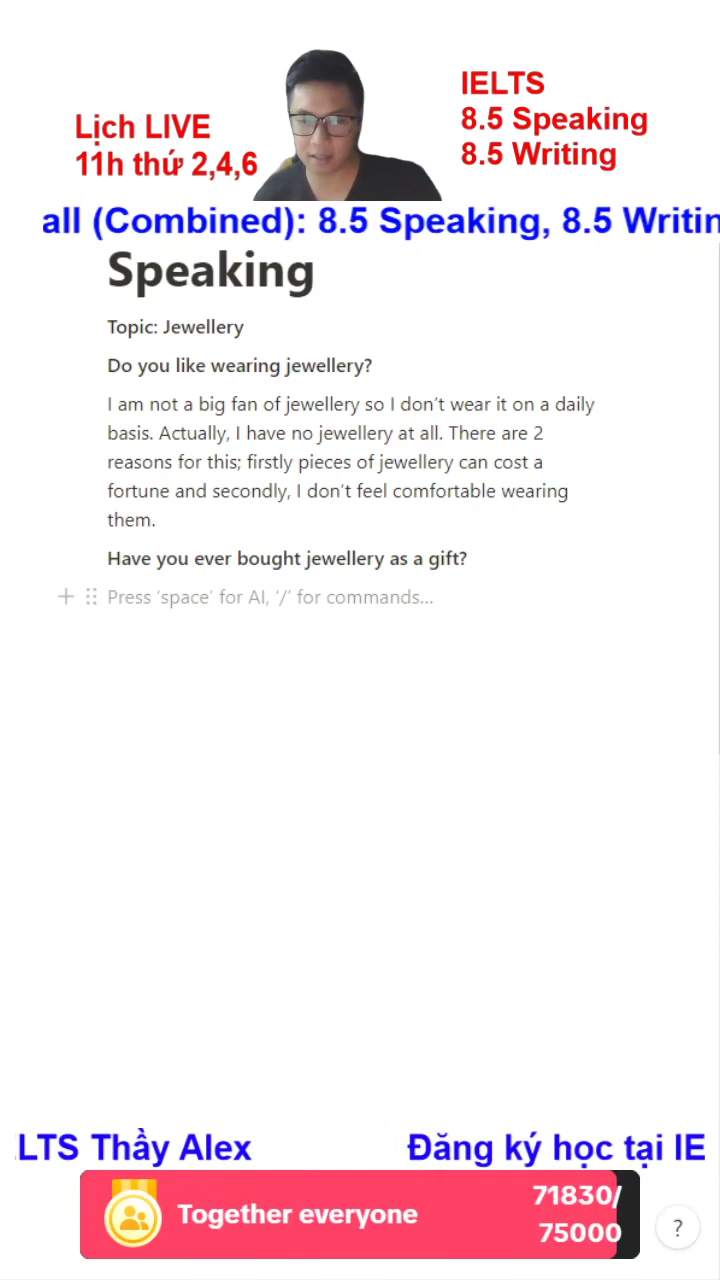 IELTS
8.5 Speaking
8.5 Writing
Lịch LIVE
11h thứ 2,4,6
all (Combined): 8.5 Speaking, 8.5 Writin
Speaking
Topic: Jewellery
Do you like wearing jewellery?
I am not a big fan of jewellery so I don't wear it on a daily
basis. Actually, I have no jewellery at all. There are 2
reasons for this; firstly pieces of jewellery can cost a
fortune and secondly, I don't feel comfortable wearing
them.
Have you ever bought jewellery as a gift?
Press 'space' for AI, '/' for commands...
LTS Thầy Alex Đăng ký học tại IE
Together everyone
71830/
75000
?